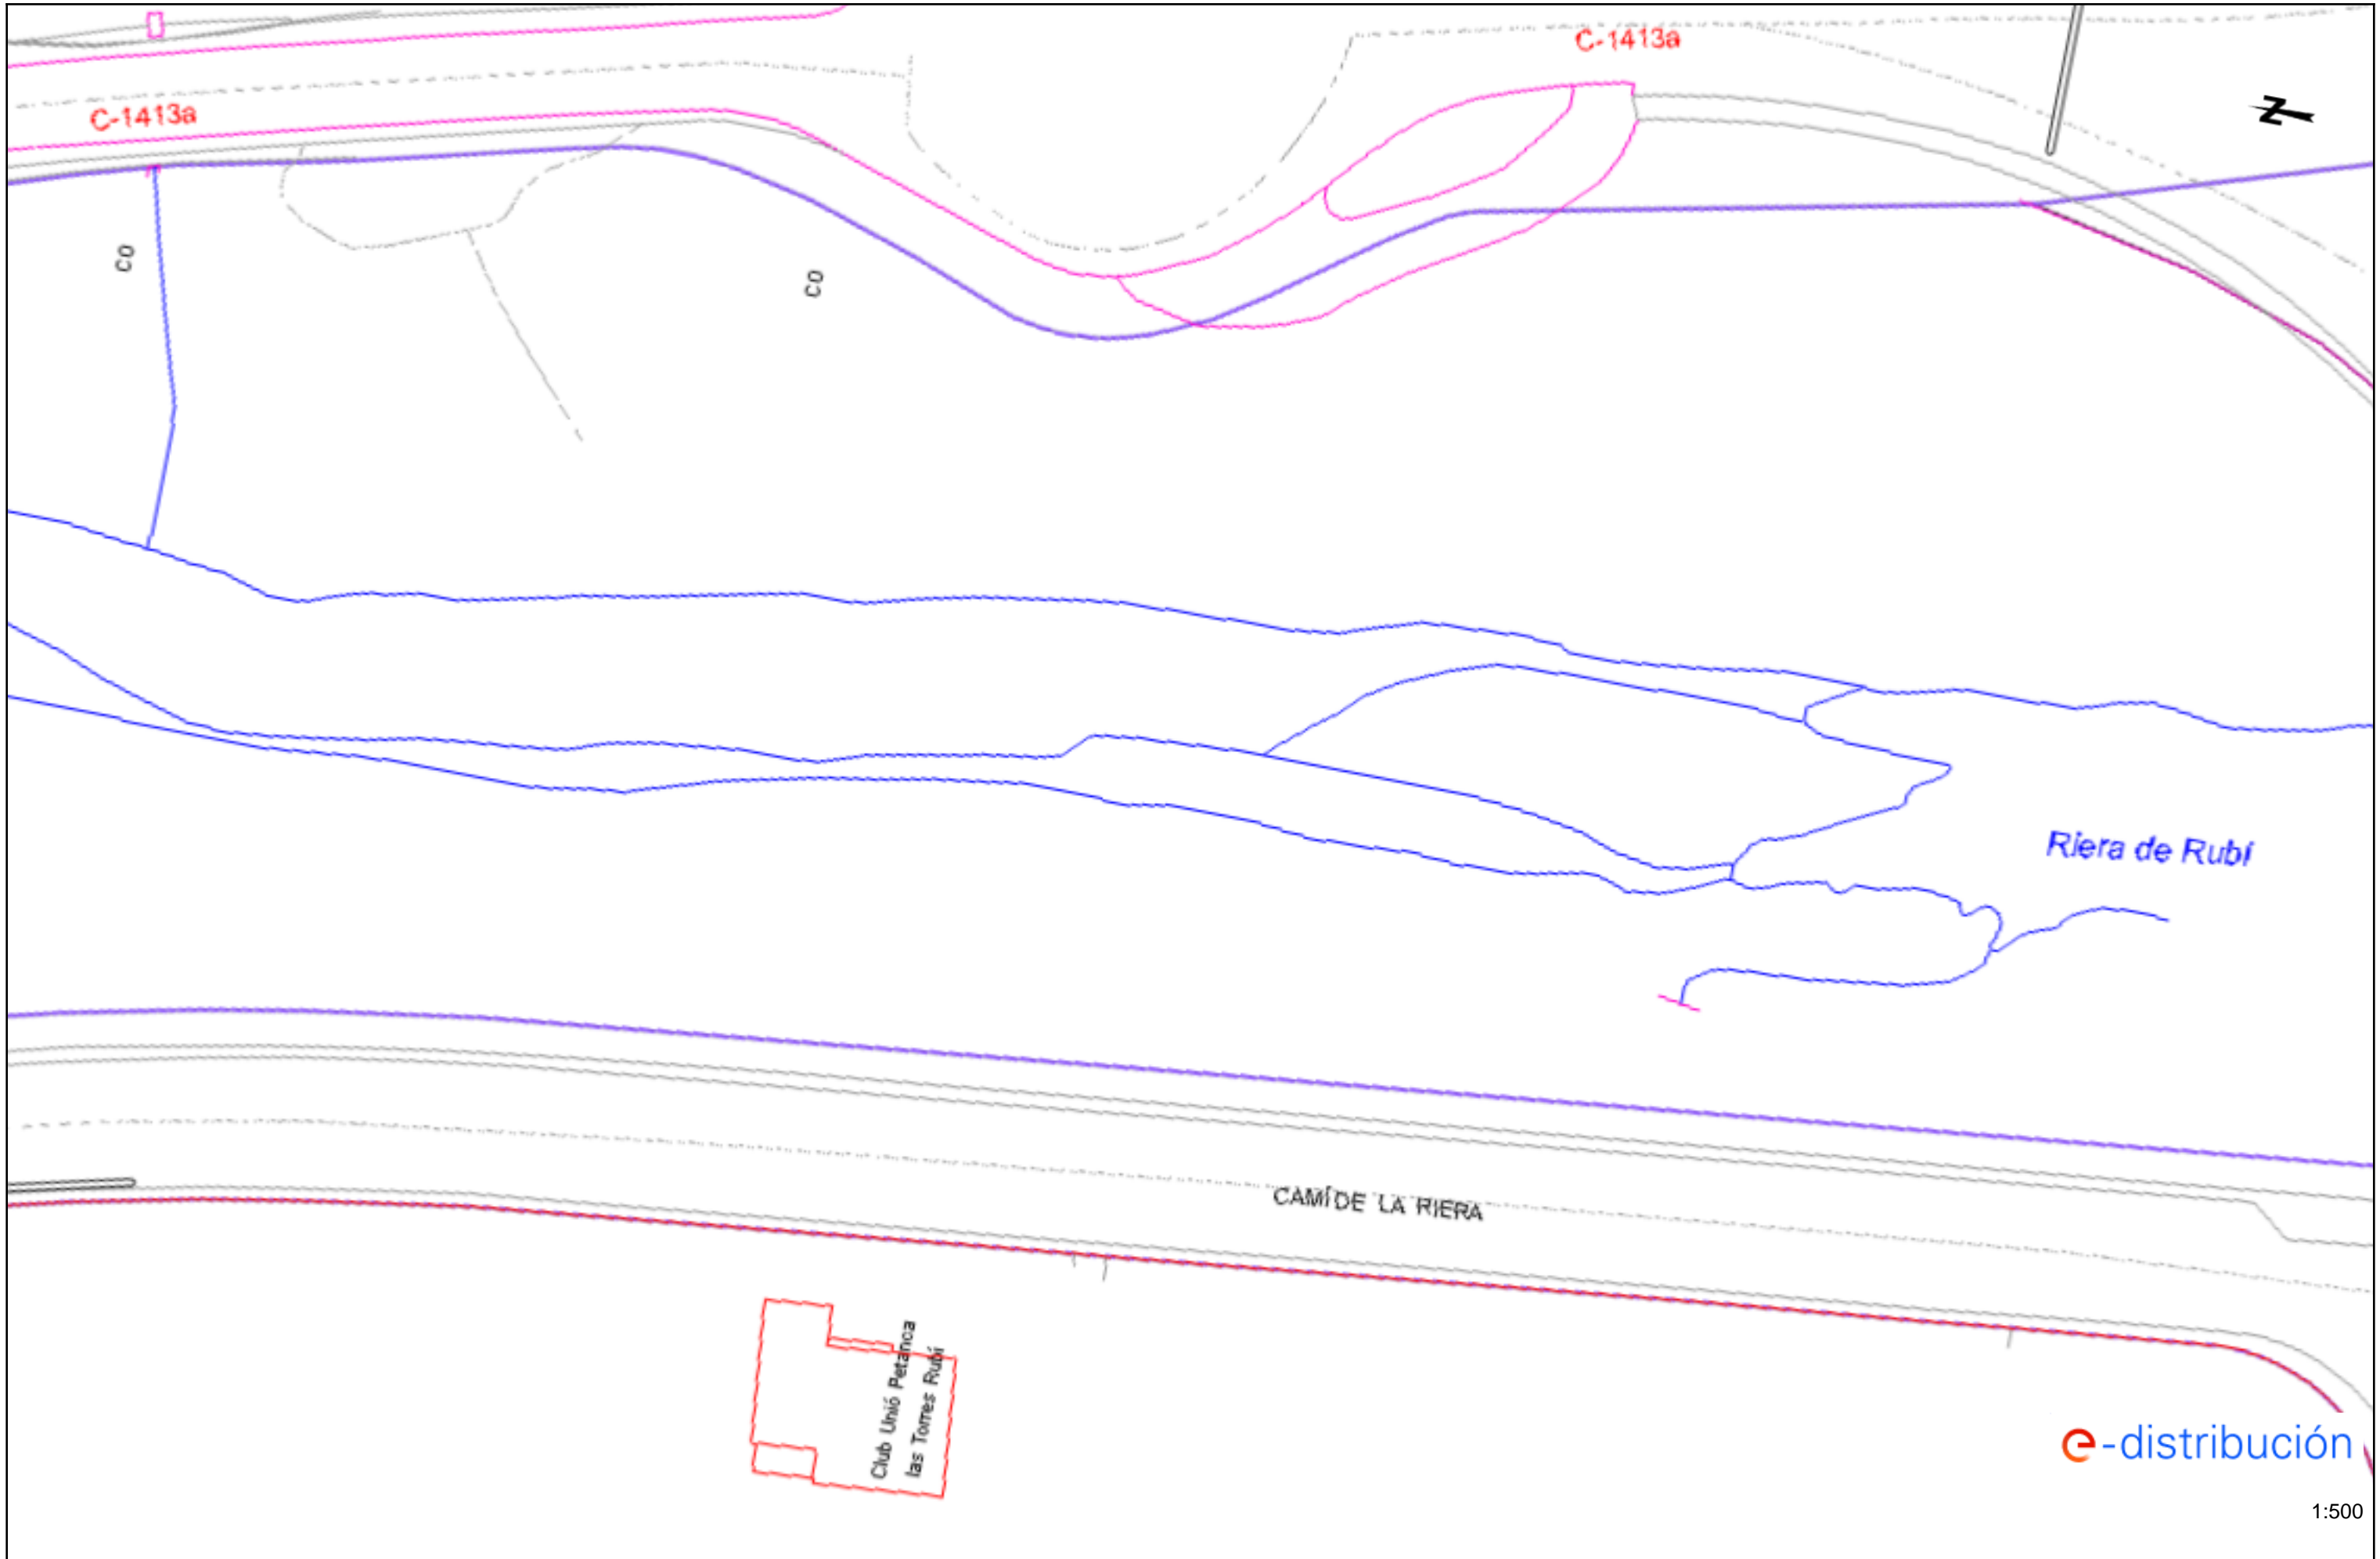 C-1413a
C-1413a
N
co
co
Riera de Rubí
CAMÍ DE LA RIERA
Club Unió Petanca
las Torres Rubí
e-distribución
1:500